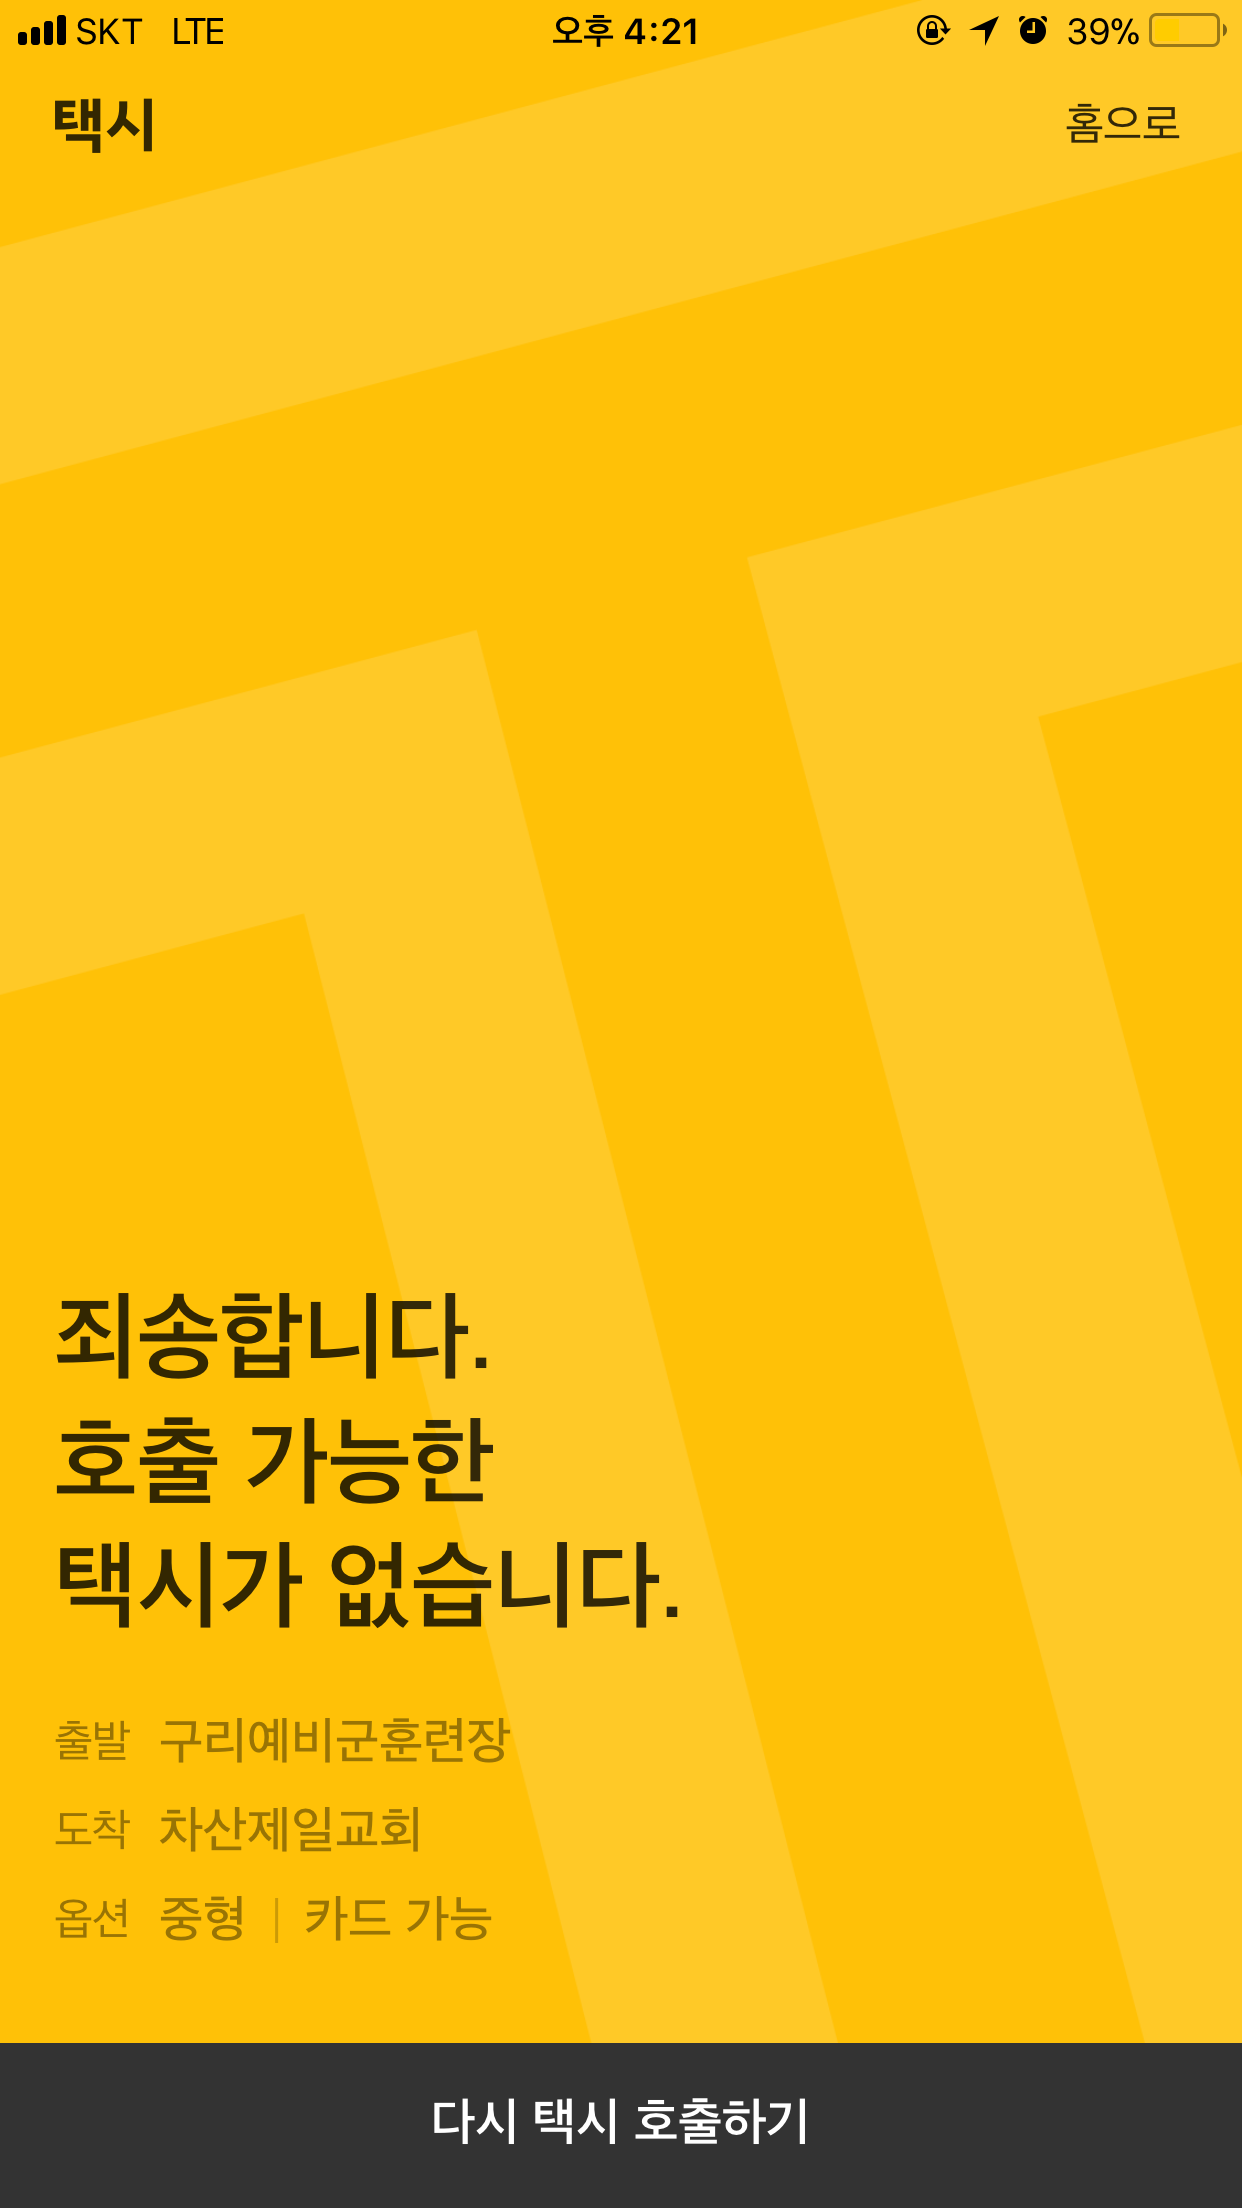 SKT LTE 오후 4:21 39%
택시 홈으로
죄송합니다.
호출 가능한
택시가 없습니다.
출발 구리예비군훈련장
도착 차산제일교회
옵션 중형 | 카드 가능
다시 택시 호출하기